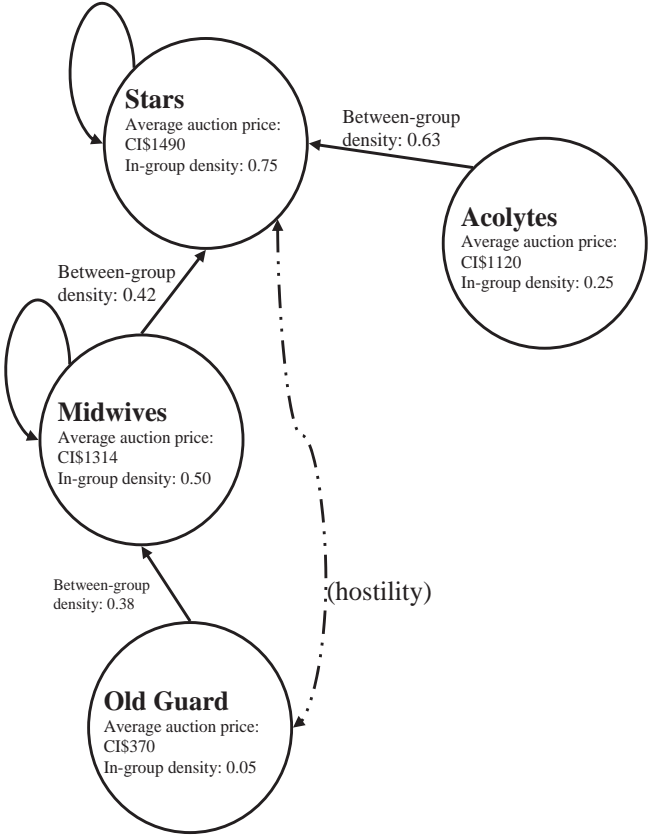 Stars
Average auction price:
CI$1490
In-group density: 0.75
Between-group
density: 0.63
Acolytes
Average auction price:
CI$1120
In-group density: 0.25
Between-group
density: 0.42
Midwives
Average auction price:
CI$1314
In-group density: 0.50
Between-group
density: 0.38
(hostility)
Old Guard
Average auction price:
CI$370
In-group density: 0.05